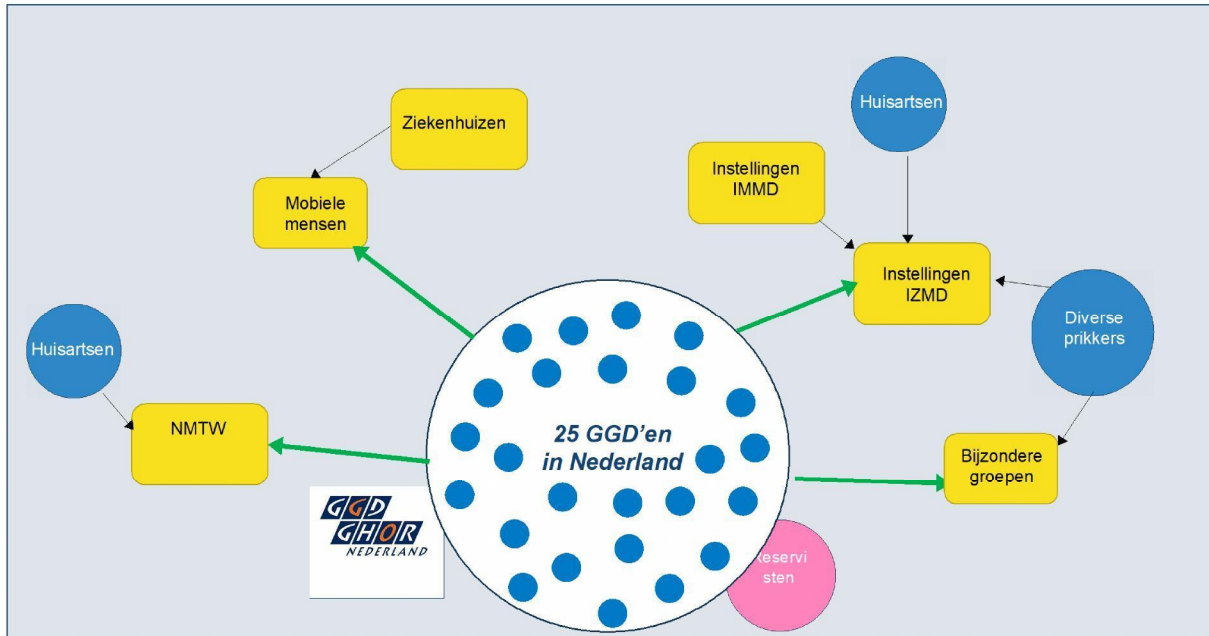 Huisartsen
Ziekenhuizen
Instellingen
IMMD
Mobiele
mensen
Instellingen
IZMD
Diverse
prikkers
Huisartsen
NMTW
25 GGD'en
in Nederland
Bijzondere
groepen
GGD
GHOR
NEDERLAND
Reservi
sten